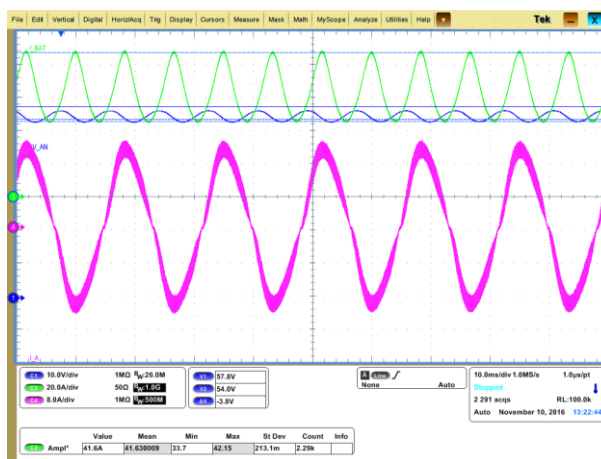 File Edit Vertical Digital Horiz/Acq Trig Display Cursors Measure Mask Math MyScope Analyze Utilities Help Tek X
I_BAT
V_AN
3
4
1
I_A
C1 10.0V/div 1MΩ BW:20.0M
C3 20.0A/div 50Ω BW:1.0G
C4 8.0A/div 1MΩ BW:500M
V1 57.8V
V2 54.0V
ΔV -3.8V
A Line
None Auto
10.0ms/div 1.0MS/s 1.0µs/pt
Stopped
2 291 acqs RL:100.0k
Auto November 10, 2016 13:22:44
Value Mean Min Max St Dev Count Info
C3 Ampl* 41.6A 41.630009 33.7 42.15 213.1m 2.29k